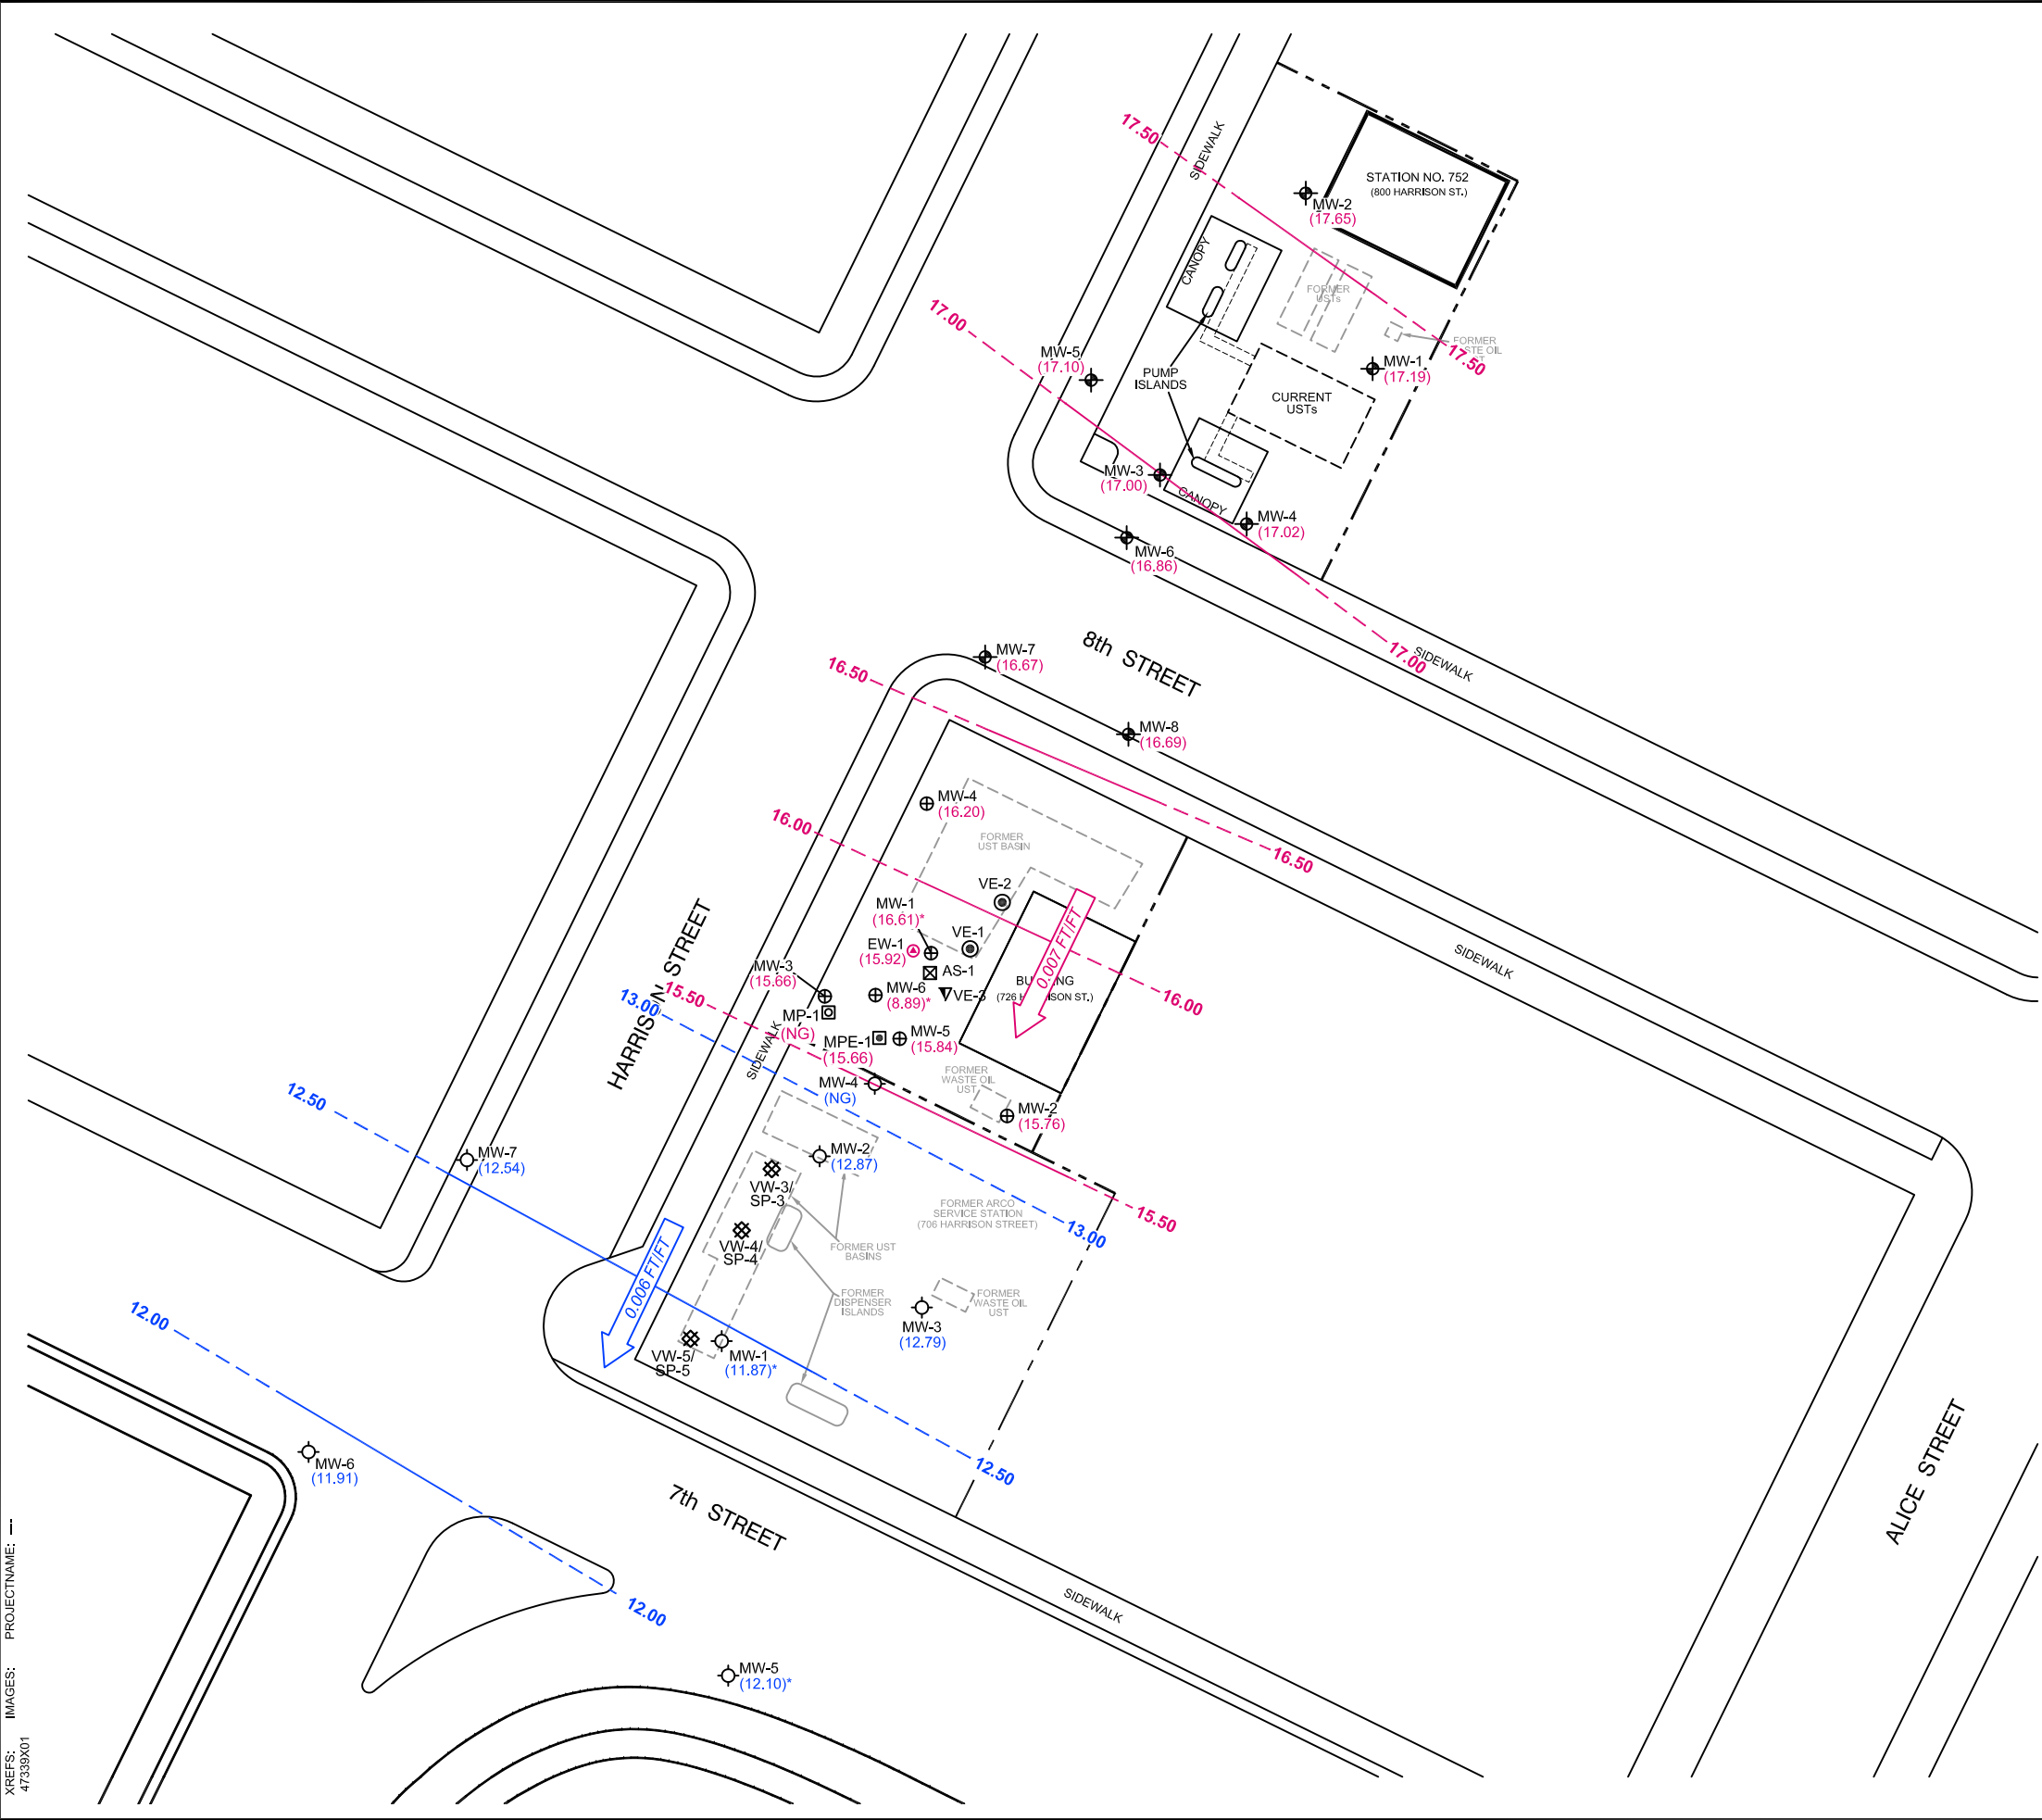 17.50
SIDEWALK
STATION NO. 752
(800 HARRISON ST.)
MW-2
(17.65)
CANOPY
FORMER
USTs
17.00
FORMER
STE OIL
17.50
MW-5
(17.10)
MW-1
(17.19)
PUMP
ISLANDS
CURRENT
USTs
MW-3
(17.00)
CANOPY
MW-4
(17.02)
MW-6
(16.86)
8th STREET
17.00
SIDEWALK
MW-7
(16.67)
16.50
MW-8
(16.69)
MW-4
(16.20)
16.00
FORMER
UST BASIN
16.50
VE-2
MW-1
(16.61)*
VE-1
EW-1
(15.92)
AS-1
0.007 FT/FT
SIDEWALK
MW-3
(15.66)
MW-6
(8.89)*
VE-3
BU NG
(726 H ISON ST.)
16.00
13.00
15.50
HARRIS N STREET
SIDEWALK
MP-1
(NG)
MPE-1
(15.66)
MW-5
(15.84)
MW-4
(NG)
FORMER
WASTE OIL
UST
MW-2
(15.76)
12.50
MW-7
(12.54)
MW-2
(12.87)
VW-3/
SP-3
FORMER ARCO
SERVICE STATION
(706 HARRISON STREET)
15.50
13.00
VW-4/
SP-4
FORMER UST
BASINS
0.006 FT/FT
FORMER
DISPENSER
ISLANDS
FORMER
WASTE OIL
UST
12.00
MW-3
(12.79)
VW-5/
SP-5
MW-1
(11.87)*
MW-6
(11.91)
12.50
7th STREET
ALICE STREET
12.00
SIDEWALK
MW-5
(12.10)*
XREFS: IMAGES: PROJECTNAME: ---
47339X01